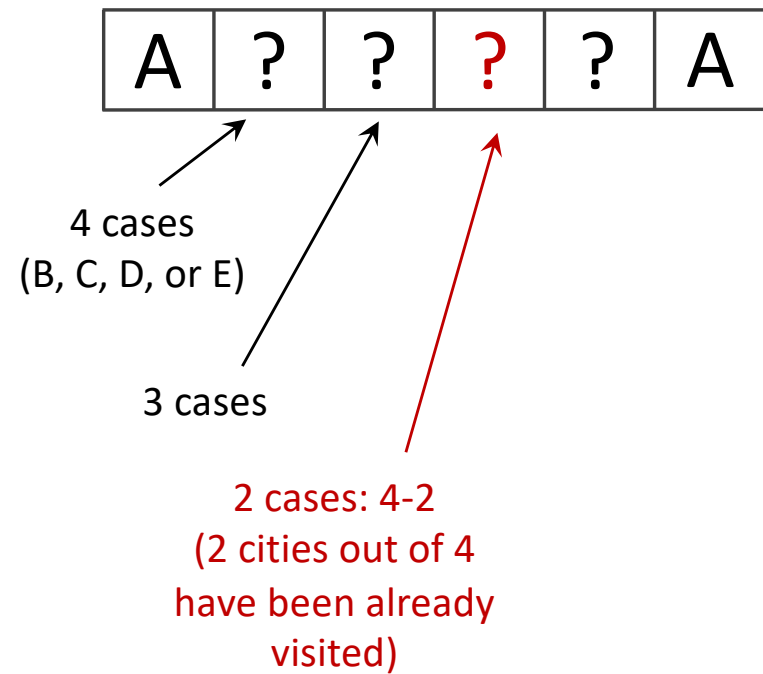 A ? ? ? ? A
4 cases
(B, C, D, or E)
3 cases
2 cases: 4-2
(2 cities out of 4
have been already
visited)